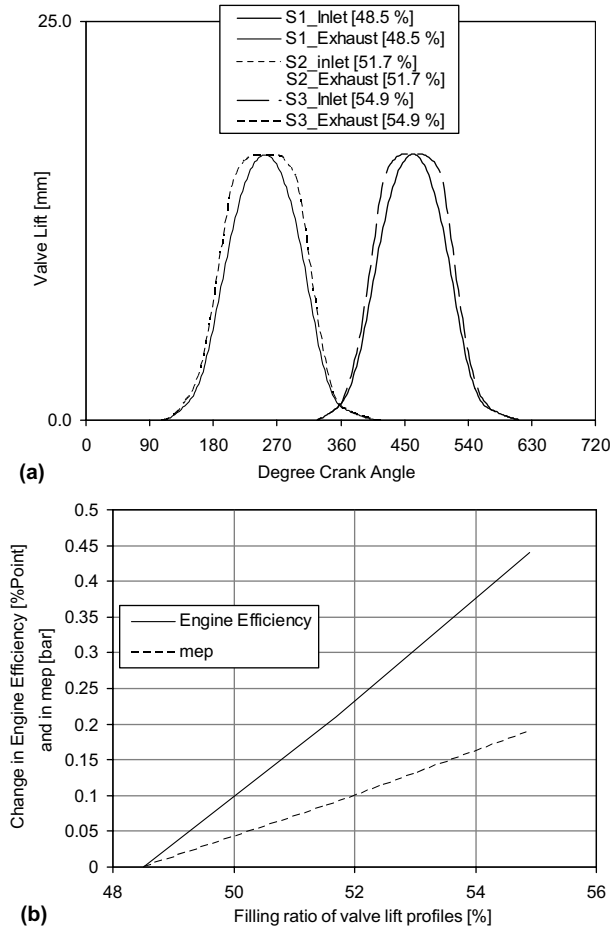 25.0
S1_Inlet [48.5 %]
S1_Exhaust [48.5 %]
S2_inlet [51.7 %]
S2_Exhaust [51.7 %]
S3_Inlet [54.9 %]
S3_Exhaust [54.9 %]
Valve Lift [mm]
0.0
0 90 180 270 360 450 540 630 720
(a)
Degree Crank Angle
0.5
0.45
0.4
0.35
0.3
0.25
0.2
0.15
0.1
0.05
0
Change in Engine Efficiency [%Point]
and in mep [bar]
Engine Efficiency
mep
48 50 52 54 56
(b)
Filling ratio of valve lift profiles [%]